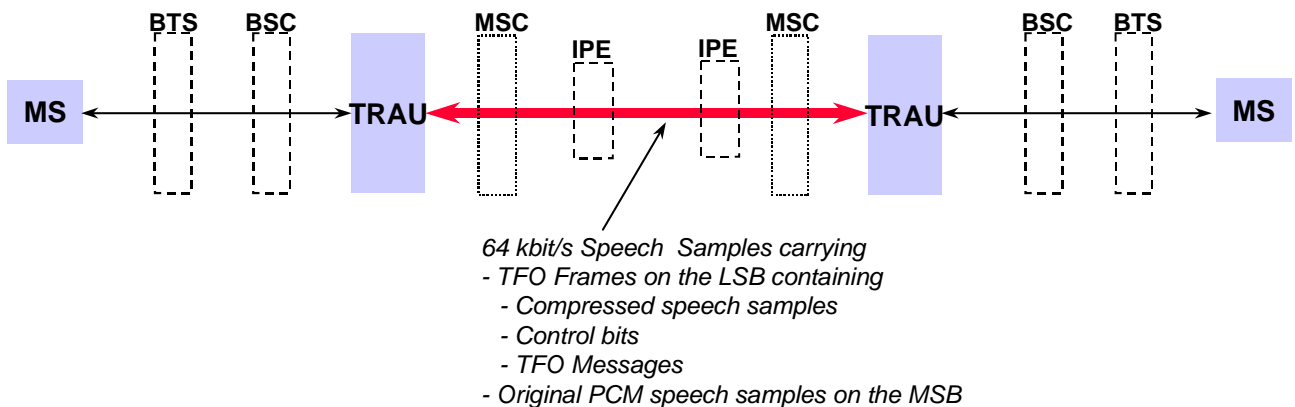 BTS BSC MSC IPE IPE MSC BSC BTS
MS TRAU TRAU MS
64 kbit/s Speech Samples carrying
- TFO Frames on the LSB containing
- Compressed speech samples
- Control bits
- TFO Messages
- Original PCM speech samples on the MSB